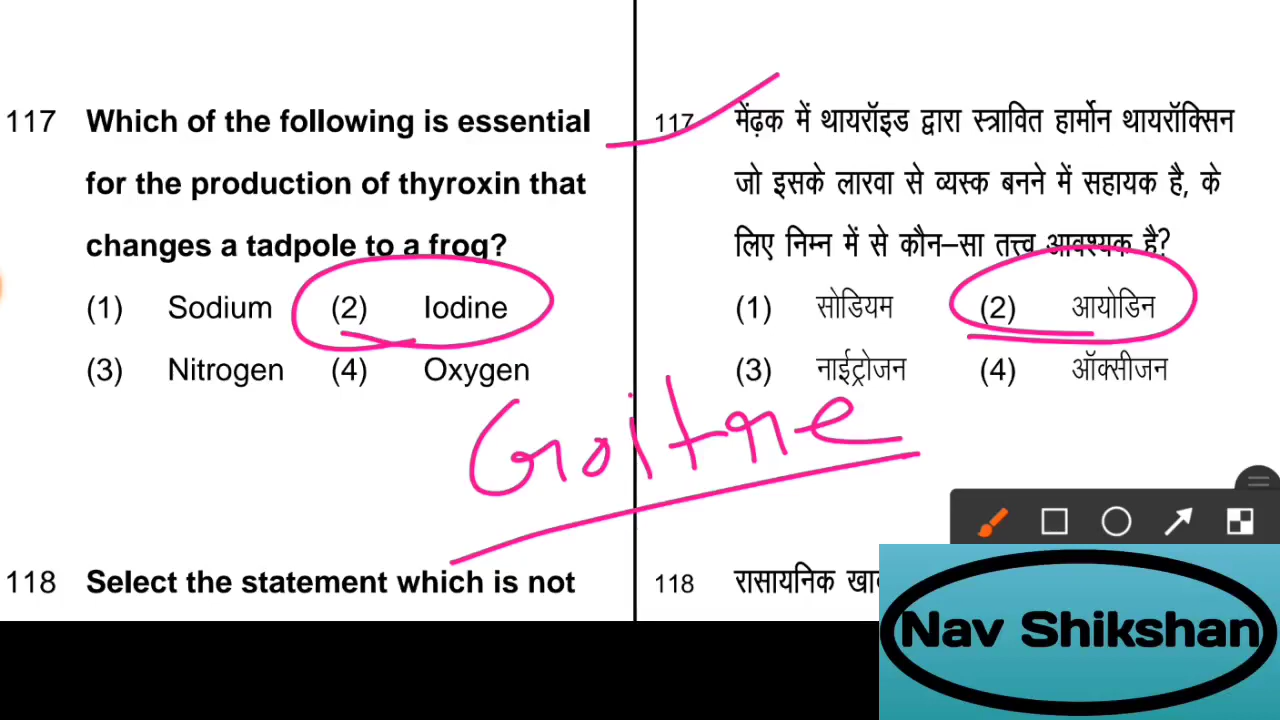 117 Which of the following is essential
for the production of thyroxin that
changes a tadpole to a frog?
(1) Sodium (2) Iodine
(3) Nitrogen (4) Oxygen
117 मेंढ़क में थायरॉइड द्वारा स्त्रावित हार्मोन थायरॉक्सिन
जो इसके लारवा से व्यस्क बनने में सहायक है, के
लिए निम्न में से कौन–सा तत्त्व आवश्यक है?
(1) सोडियम (2) आयोडिन
(3) नाईट्रोजन (4) ऑक्सीजन
Goitre
118 Select the statement which is not
118 रासायनिक
Nav Shikshan